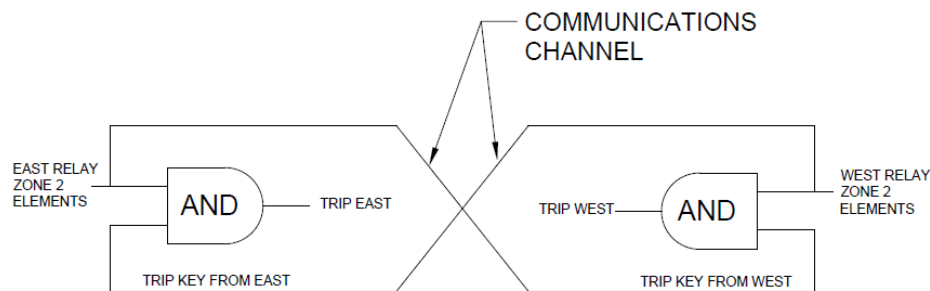 COMMUNICATIONS
CHANNEL
EAST RELAY
ZONE 2
ELEMENTS
AND
TRIP EAST
TRIP WEST
AND
WEST RELAY
ZONE 2
ELEMENTS
TRIP KEY FROM EAST
TRIP KEY FROM WEST